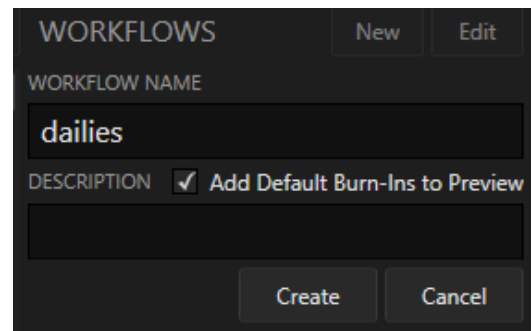 WORKFLOWS New Edit
WORKFLOW NAME
dailies
DESCRIPTION Add Default Burn-Ins to Preview
Create Cancel